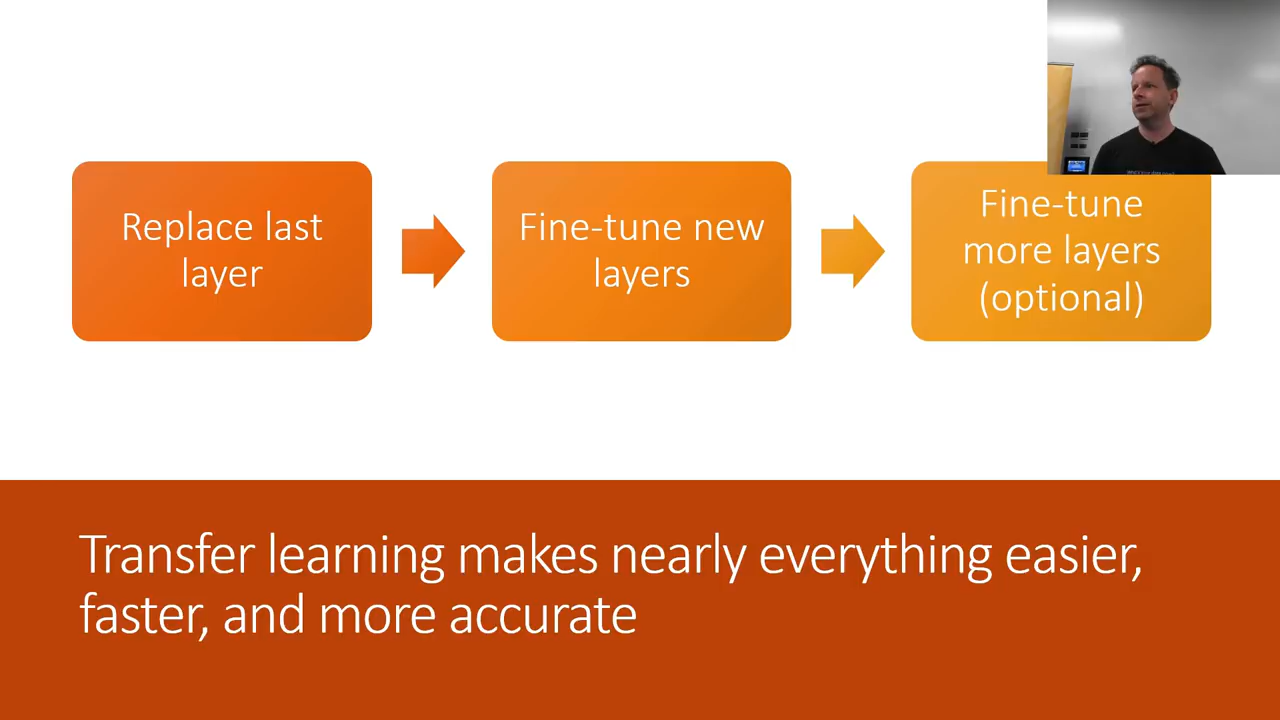 Replace last
layer
Fine-tune new
layers
Fine-tune
more layers
(optional)
Transfer learning makes nearly everything easier,
faster, and more accurate